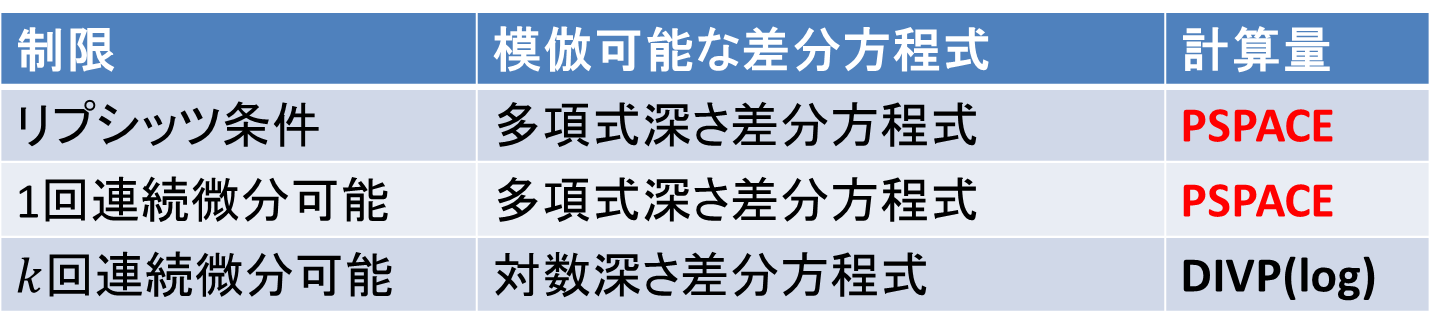 制限 模倣可能な差分方程式 計算量
リプシッツ条件 多項式深さ差分方程式 PSPACE
1回連続微分可能 多項式深さ差分方程式 PSPACE
k回連続微分可能 対数深さ差分方程式 DIVP(log)